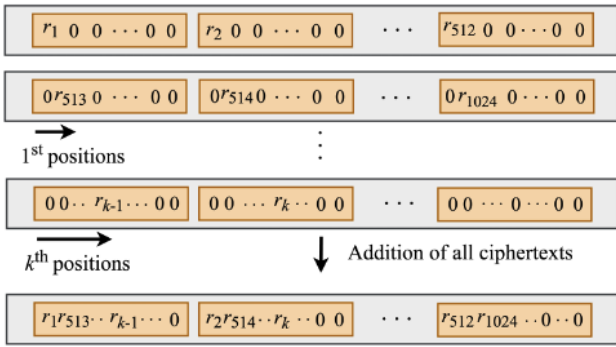 r1 0 0 ··· 0 0 r2 0 0 ··· 0 0 ··· r512 0 0 ··· 0 0
0 r513 0 ··· 0 0 0 r514 0 ··· 0 0 ··· 0 r1024 0 ··· 0 0
1st positions
⋮
0 0 ·· rk-1 ··· 0 0 0 0 ··· rk ·· 0 0 ··· 0 0 ··· 0 ··· 0 0
kth positions
Addition of all ciphertexts
r1 r513 ·· rk-1 ··· 0 r2 r514 ·· rk ·· 0 0 ··· r512 r1024 ·· 0 ·· 0